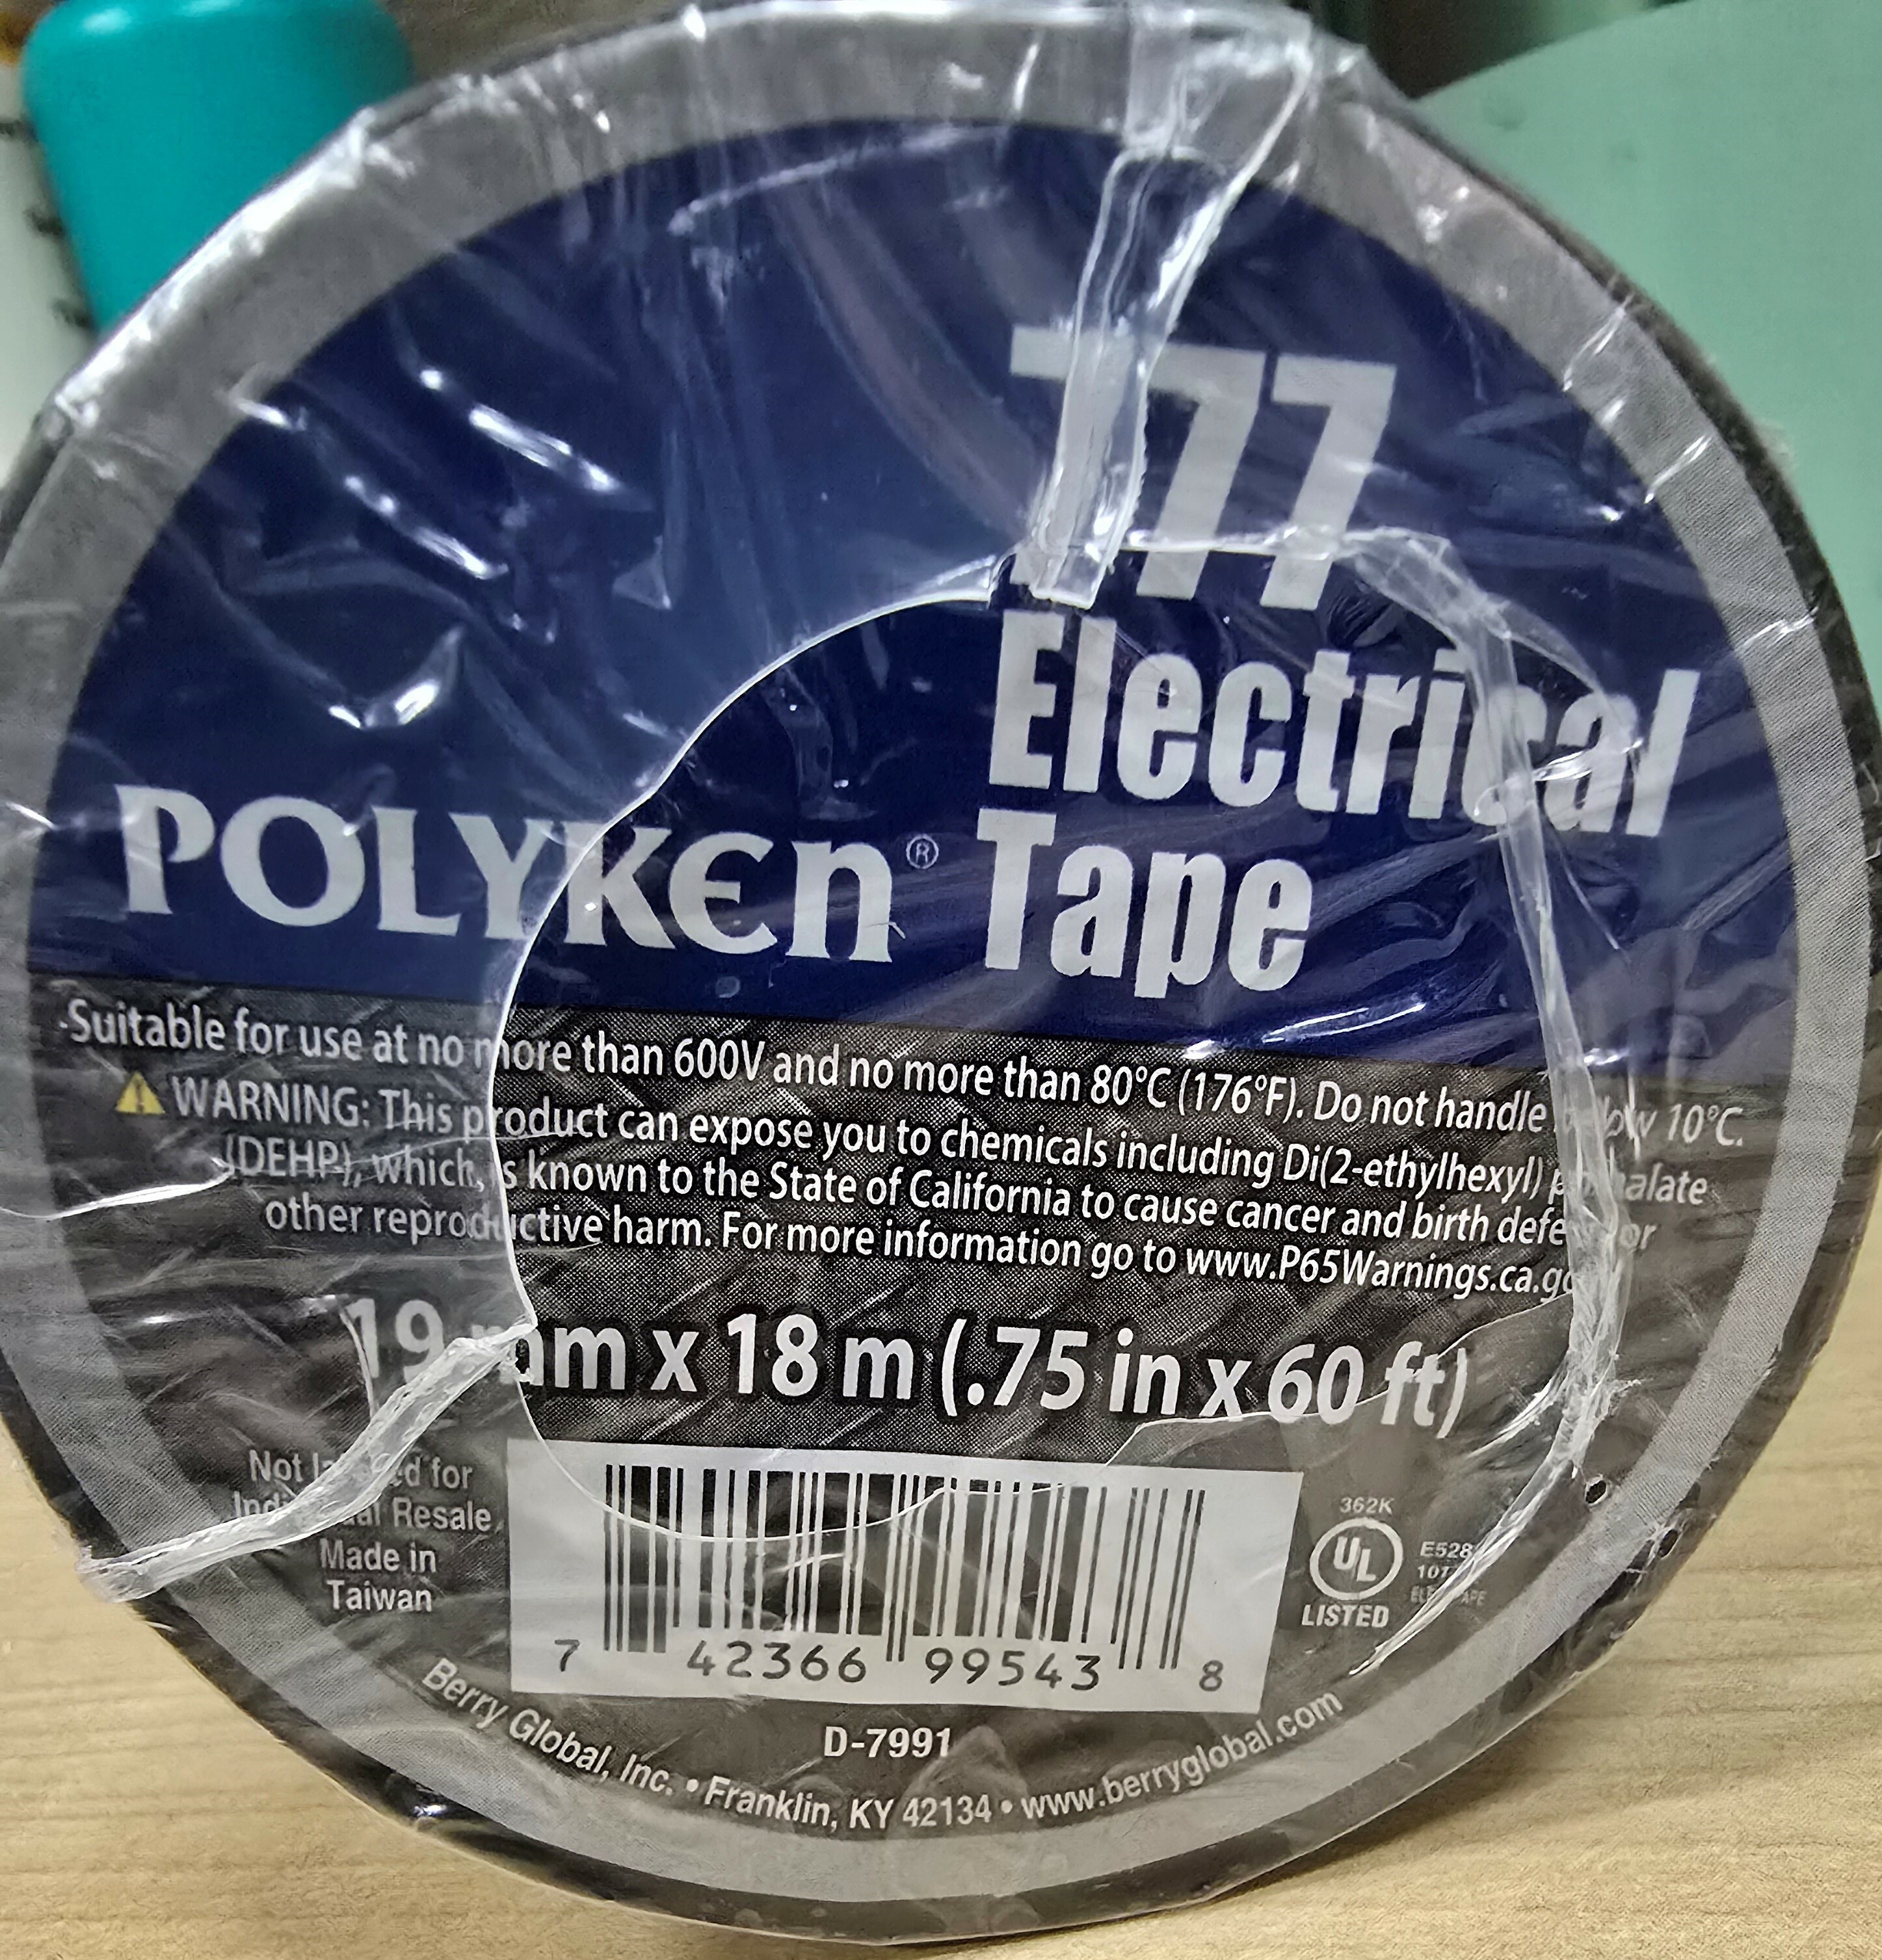 777
Electrical
POLYKEN® Tape
Suitable for use at no more than 600V and no more than 80°C (176°F). Do not handle 10°C.
WARNING: This product can expose you to chemicals including Di(2-ethylhexyl)
(DEHP), which is known to the State of California to cause cancer and birth or
other reproductive harm. For more information go to www.P65Warnings.ca.go
19 mm x 18 m (.75 in x 60 ft)
Not for
Resale
Made in
Taiwan
7 42366 99543 8
362K
UL
LISTED
D-7991
Berry Global, Inc. • Franklin, KY 42134 • www.berryglobal.com